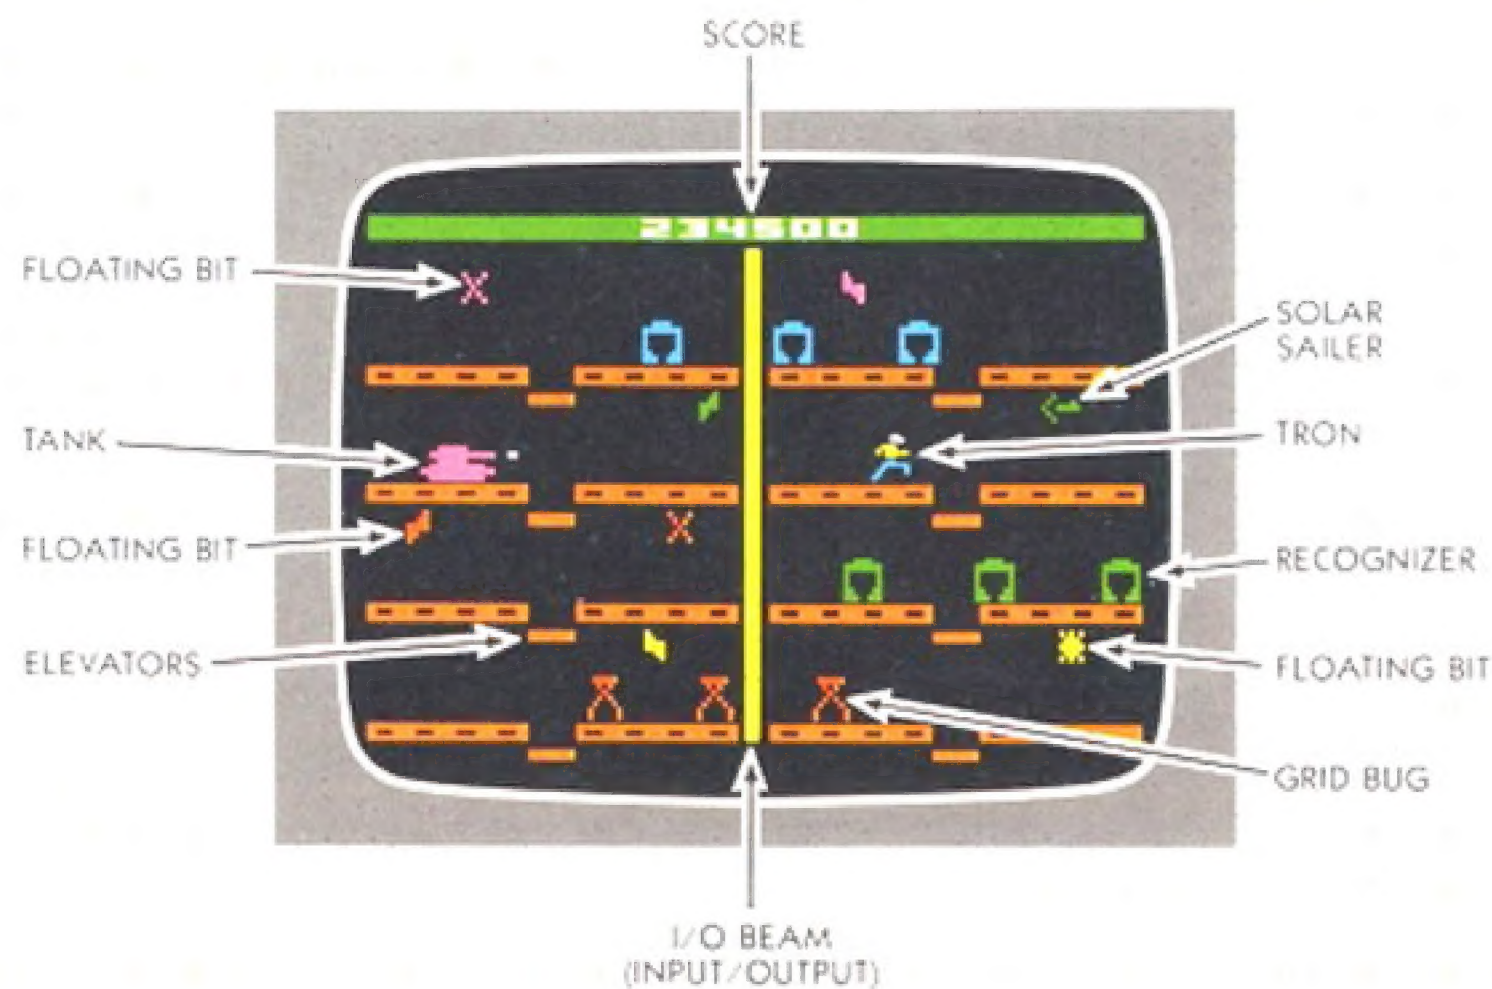 SCORE
234500
FLOATING BIT
SOLAR
SAILER
TANK
TRON
FLOATING BIT
RECOGNIZER
ELEVATORS
FLOATING BIT
GRID BUG
I/O BEAM
(INPUT/OUTPUT)